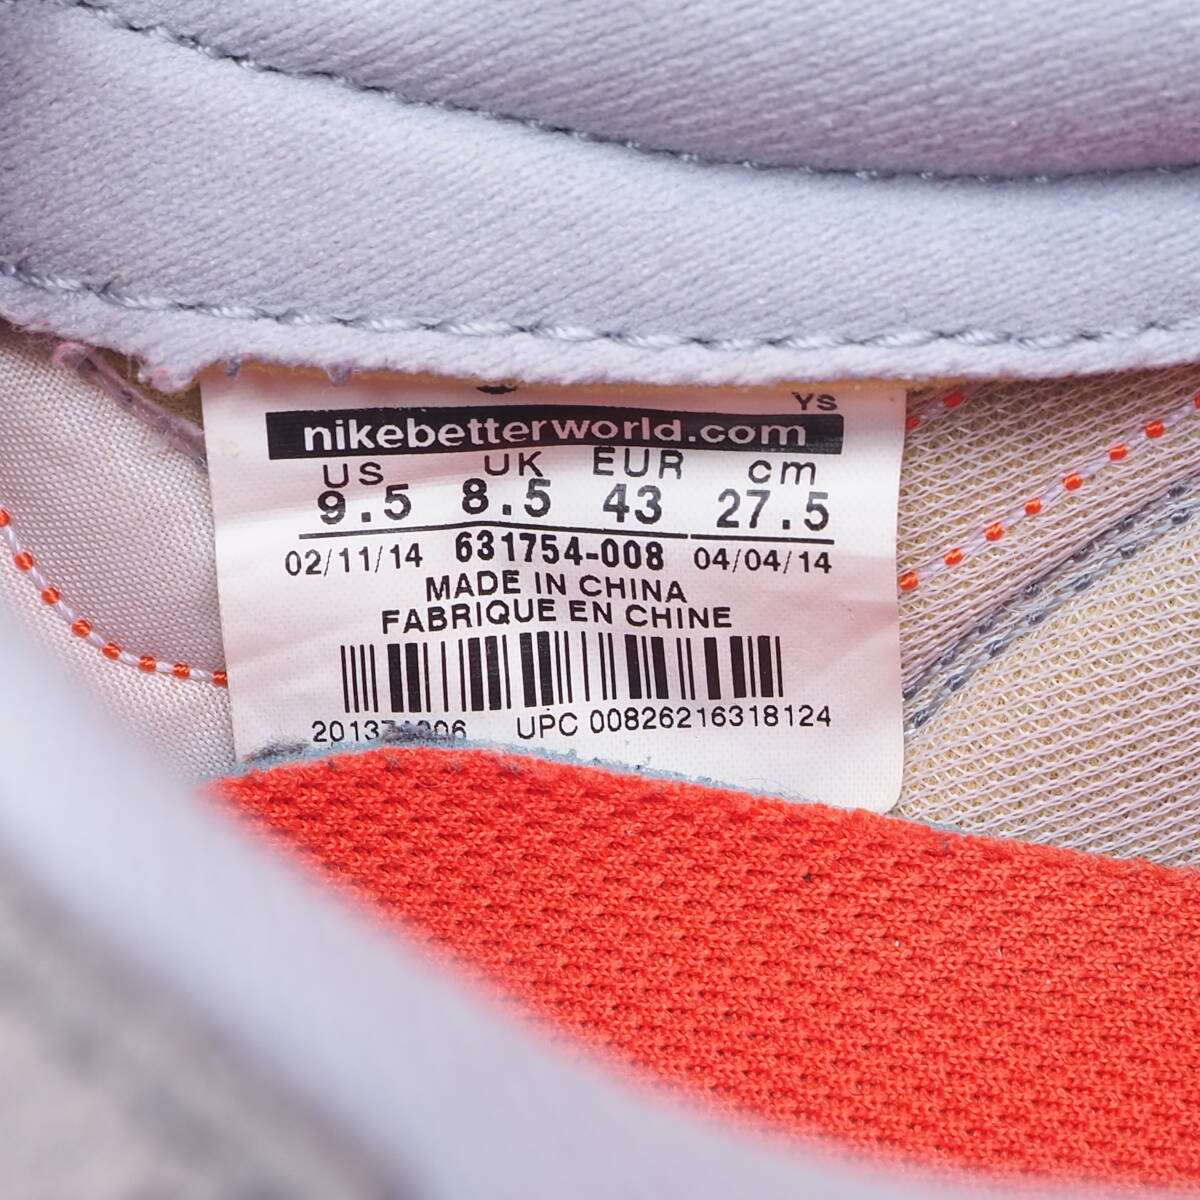 YS
nikebetterworld.com
US UK EUR cm
9.5 8.5 43 27.5
02/11/14 631754-008 04/04/14
MADE IN CHINA
FABRIQUE EN CHINE
UPC 00826216318124